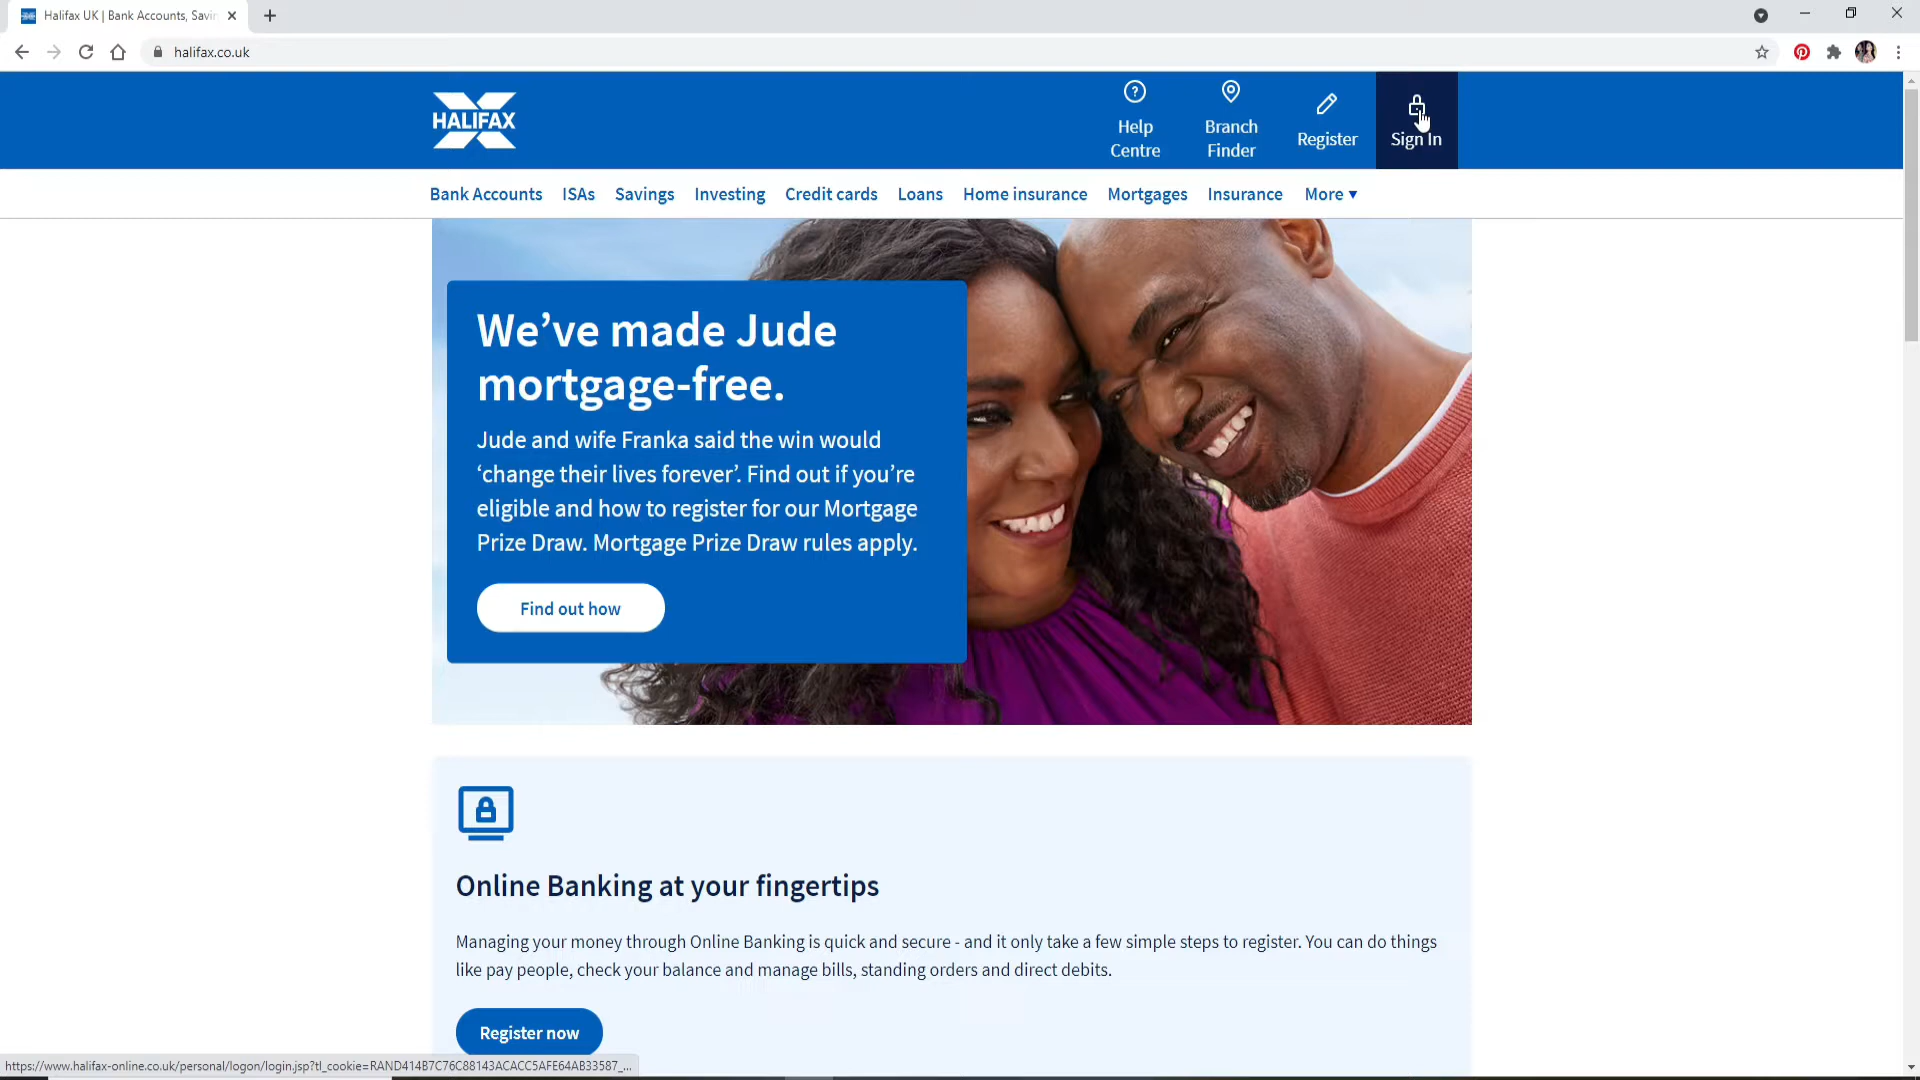 Halifax UK | Bank Accounts, Savin
halifax.co.uk
HALIFAX
Help Centre
Branch Finder
Register
Sign In
Bank Accounts ISAs Savings Investing Credit cards Loans Home insurance Mortgages Insurance More
We've made Jude
mortgage-free.
Jude and wife Franka said the win would
‘change their lives forever’. Find out if you're
eligible and how to register for our Mortgage
Prize Draw. Mortgage Prize Draw rules apply.
Find out how
Online Banking at your fingertips
Managing your money through Online Banking is quick and secure - and it only take a few simple steps to register. You can do things
like pay people, check your balance and manage bills, standing orders and direct debits.
Register now
https://www.halifax-online.co.uk/personal/logon/login.jsp?tl_cookie=RAND414B7C76C88143ACACC5AFE64AB33587_...